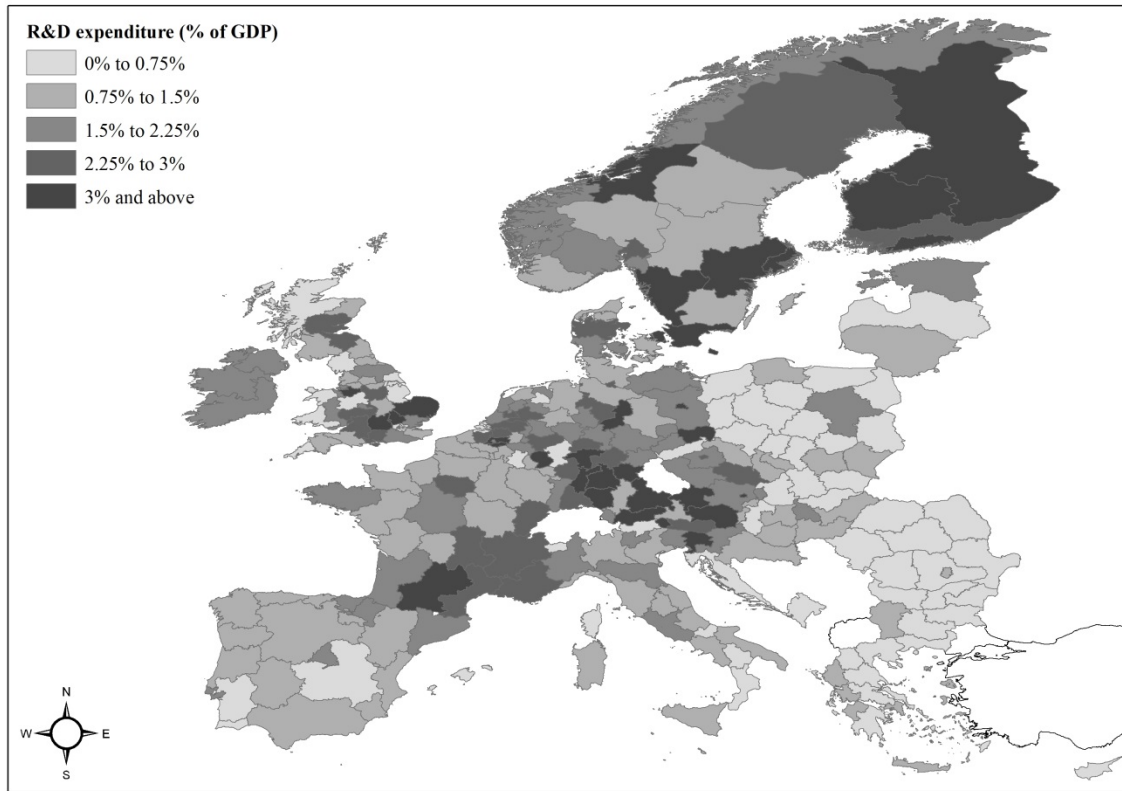 R&D expenditure (% of GDP)
0% to 0.75%
0.75% to 1.5%
1.5% to 2.25%
2.25% to 3%
3% and above
N
W E
S